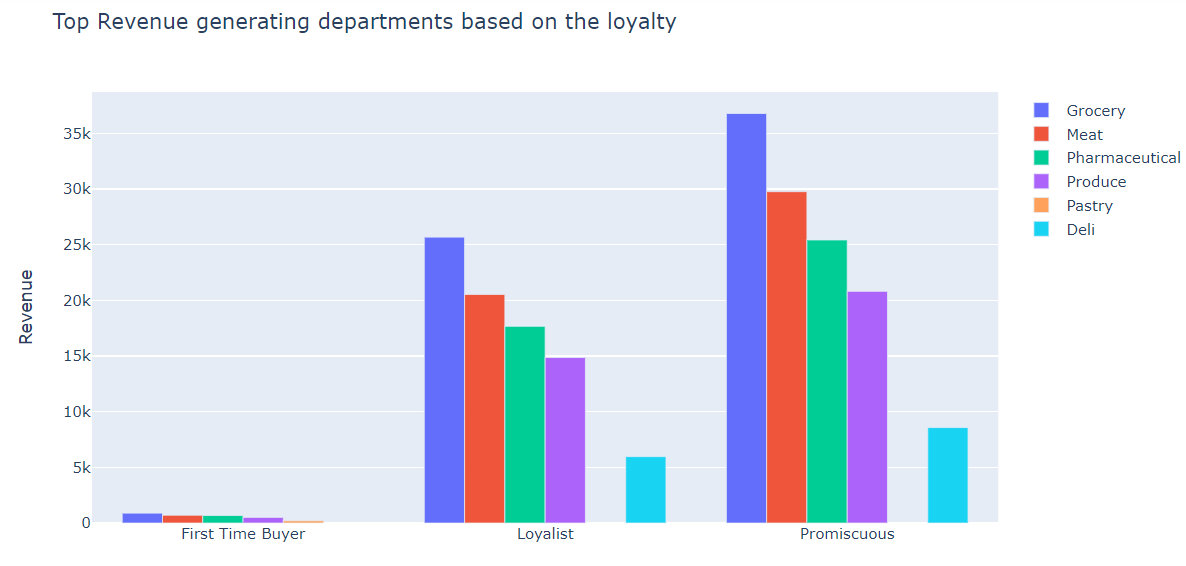 Top Revenue generating departments based on the loyalty
Grocery
Meat
Pharmaceutical
Produce
Pastry
Deli
Revenue
35k
30k
25k
20k
15k
10k
5k
0
First Time Buyer
Loyalist
Promiscuous